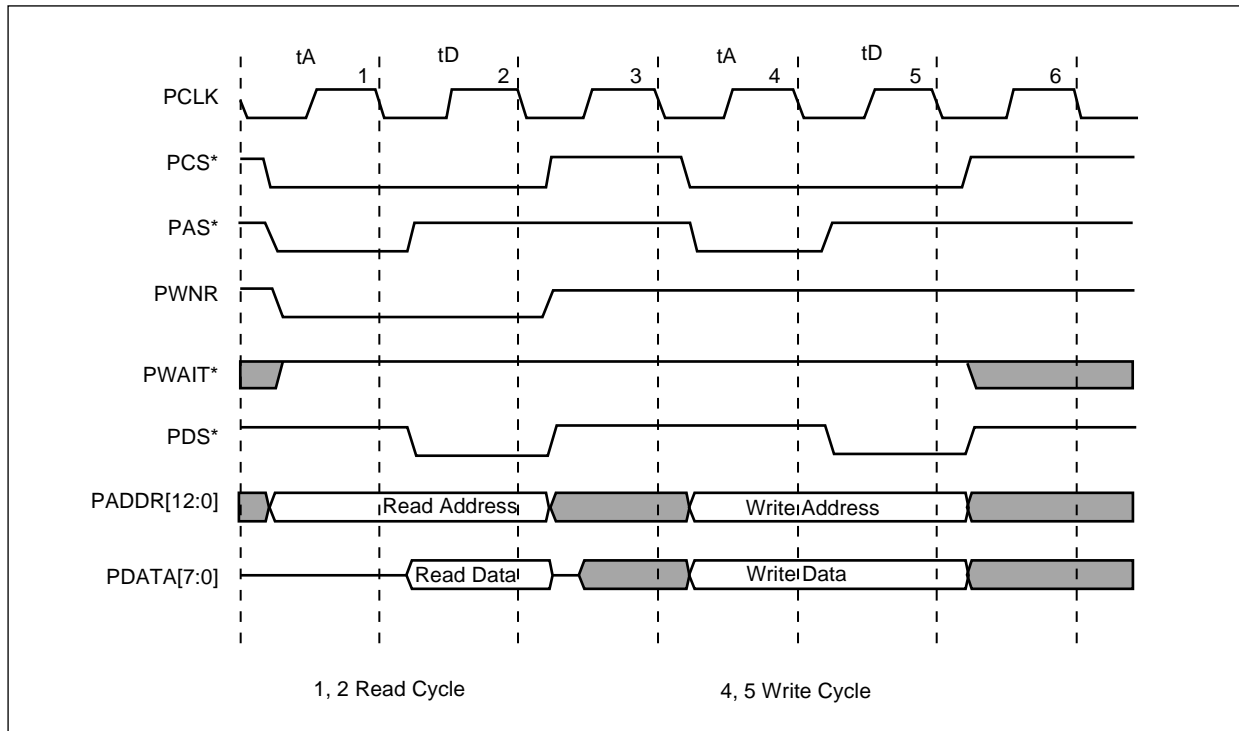 tA tD tA tD
1 2 3 4 5 6
PCLK
PCS*
PAS*
PWNR
PWAIT*
PDS*
PADDR[12:0] Read Address Write Address
PDATA[7:0] Read Data Write Data
1, 2 Read Cycle 4, 5 Write Cycle